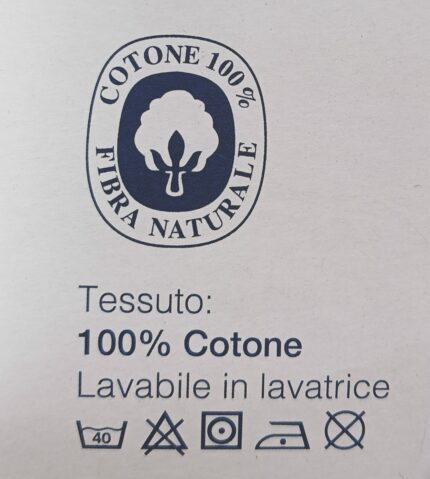 COTONE 100%
FIBRA NATURALE
Tessuto:
100% Cotone
Lavabile in lavatrice
40